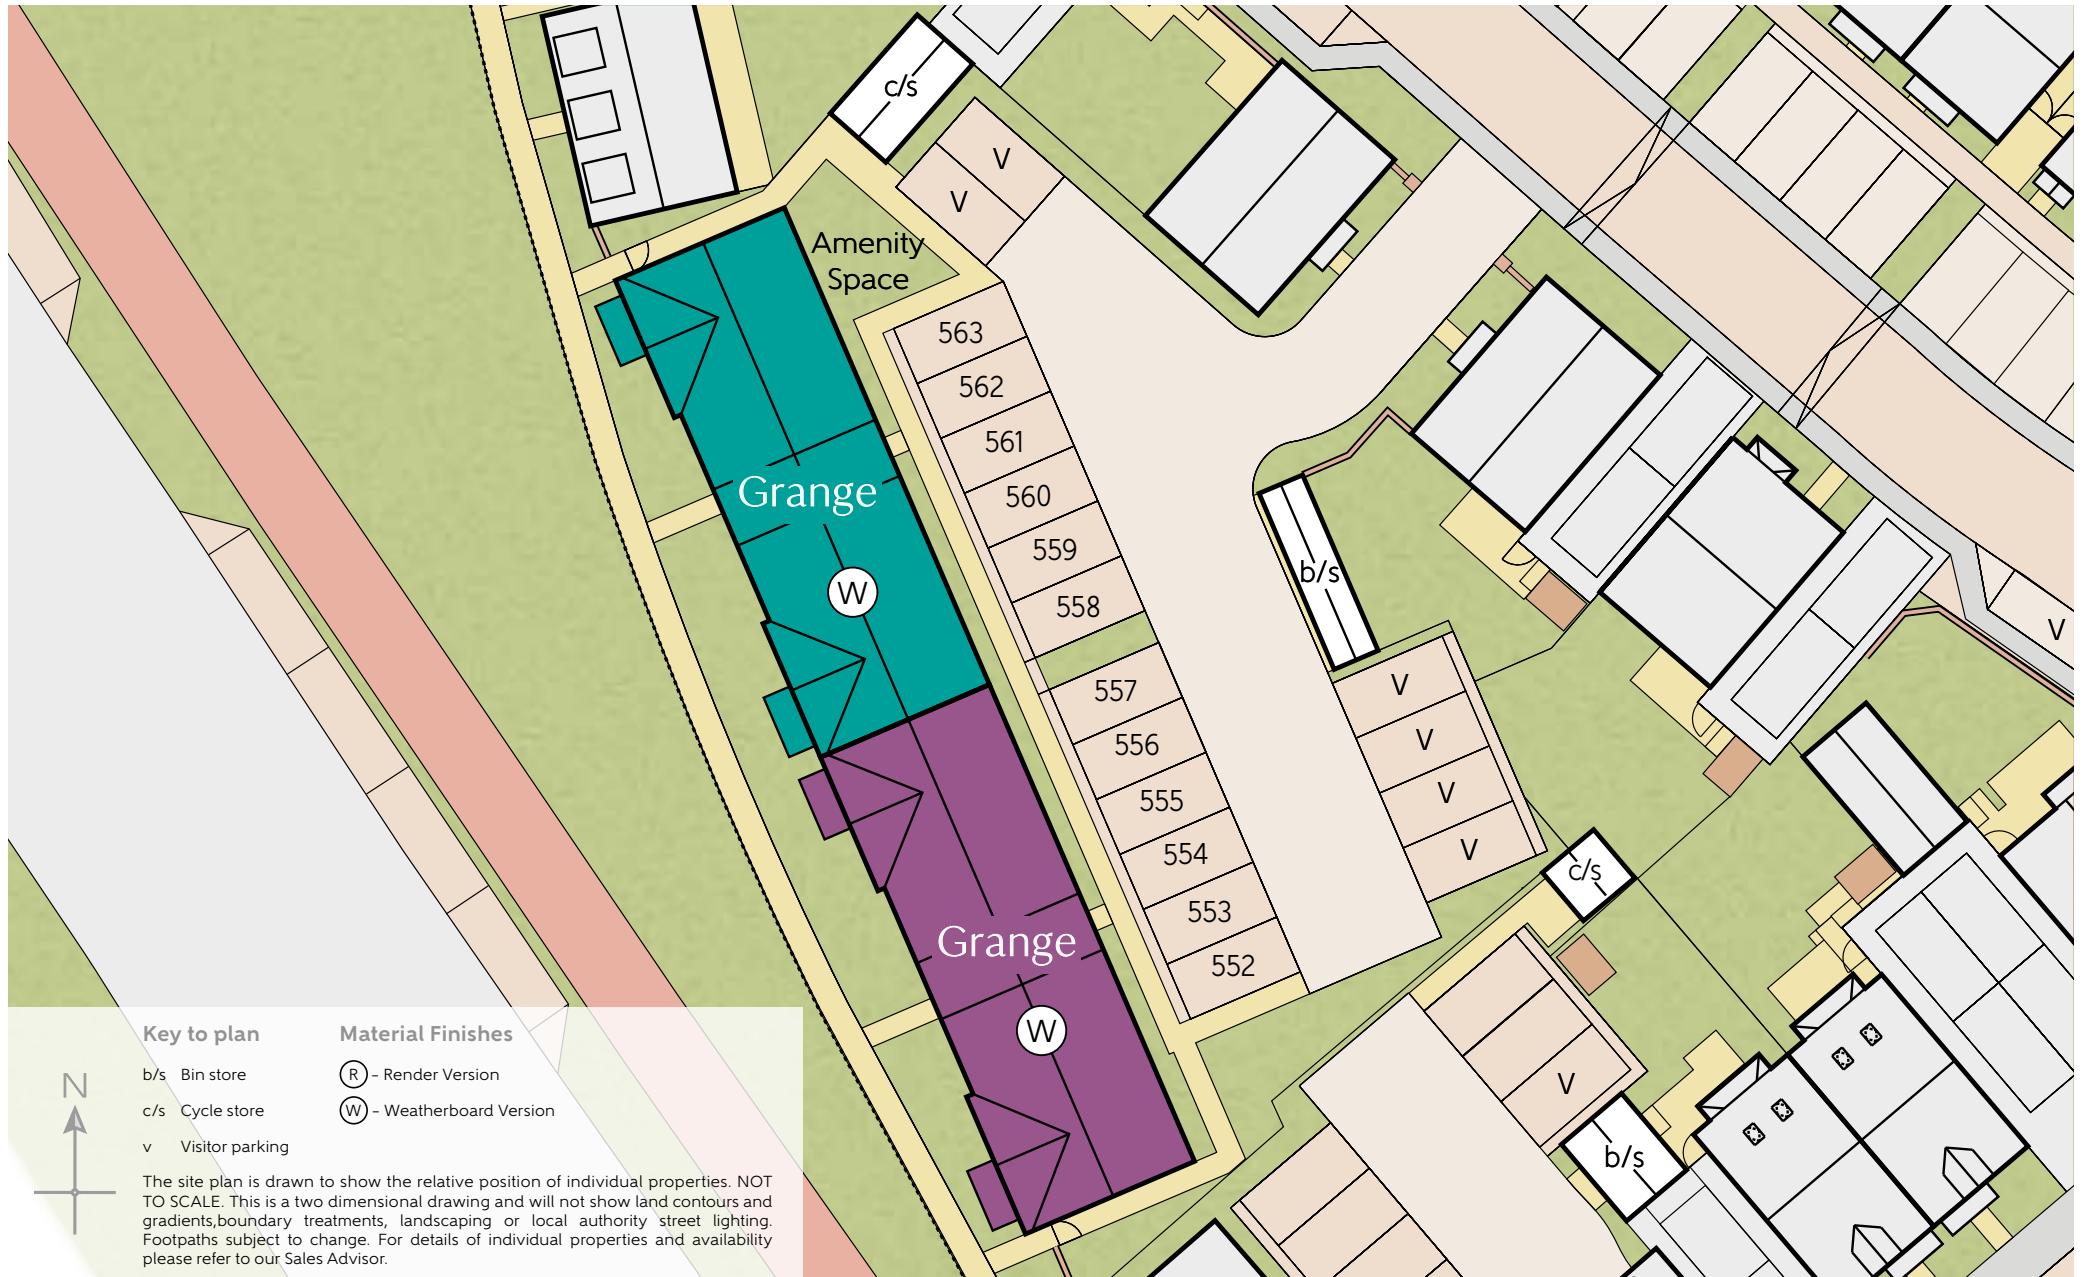 c/s
V
V
Amenity
Space
563
562
561
560
559
558
557
556
555
554
553
552
Grange
W
Grange
W
b/s
V
V
V
V
V
c/s
V
b/s
N
Key to plan
b/s Bin store
c/s Cycle store
v Visitor parking
Material Finishes
R – Render Version
W – Weatherboard Version
The site plan is drawn to show the relative position of individual properties. NOT
TO SCALE. This is a two dimensional drawing and will not show land contours and
gradients,boundary treatments, landscaping or local authority street lighting.
Footpaths subject to change. For details of individual properties and availability
please refer to our Sales Advisor.